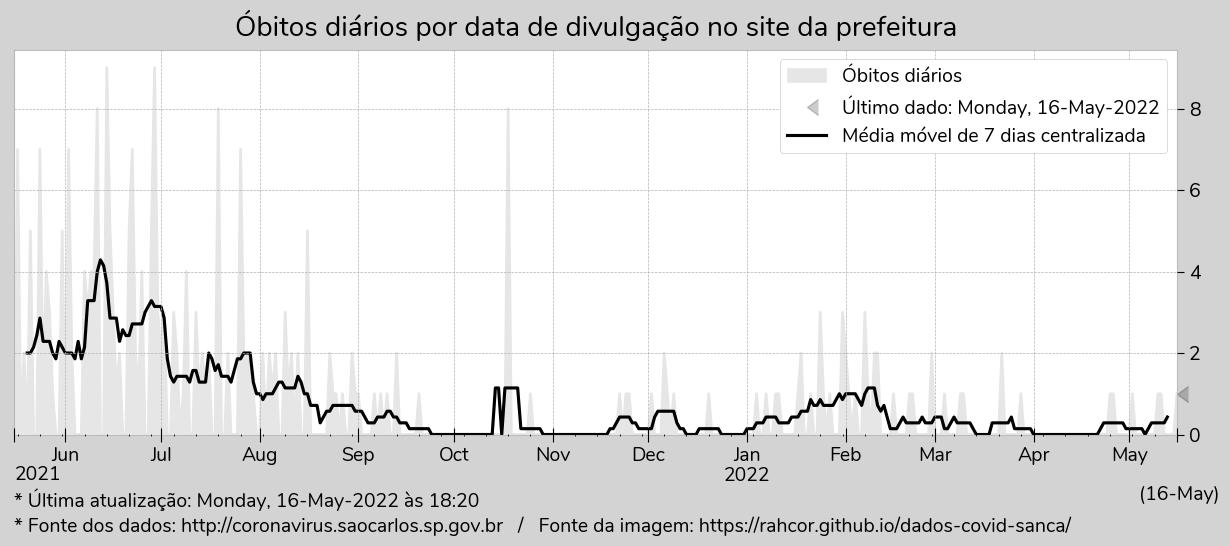 Óbitos diários por data de divulgação no site da prefeitura
Óbitos diários
Último dado: Monday, 16-May-2022
Média móvel de 7 dias centralizada
8
6
4
2
0
Jun Jul Aug Sep Oct Nov Dec Jan Feb Mar Apr May
2021 2022
(16-May)
* Última atualização: Monday, 16-May-2022 às 18:20
* Fonte dos dados: http://coronavirus.saocarlos.sp.gov.br / Fonte da imagem: https://rahcor.github.io/dados-covid-sanca/